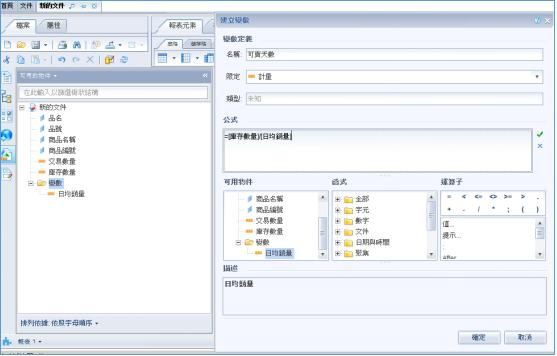 首頁 文件 新的文件
檔案 屬性
報表元素
可用的物件
在此輸入以篩選樹狀結構
新的文件
品名
品號
商品名稱
商品編號
交易數量
庫存數量
變數
日均銷量
排列依據: 依照字母順序
報表 1
建立變數
變數定義
名稱: 可賣天數
限定 計量
類型: 未知
公式
=[庫存數量]/[日均銷量]
可用物件
商品名稱
商品編號
交易數量
庫存數量
變數
日均銷量
函式
全部
字元
數字
文件
日期與時間
聚集
運算子
= < <= <> >= > .
+ - / * ; ( )
值...
提示...
:
After
描述
日均銷量
確定 取消